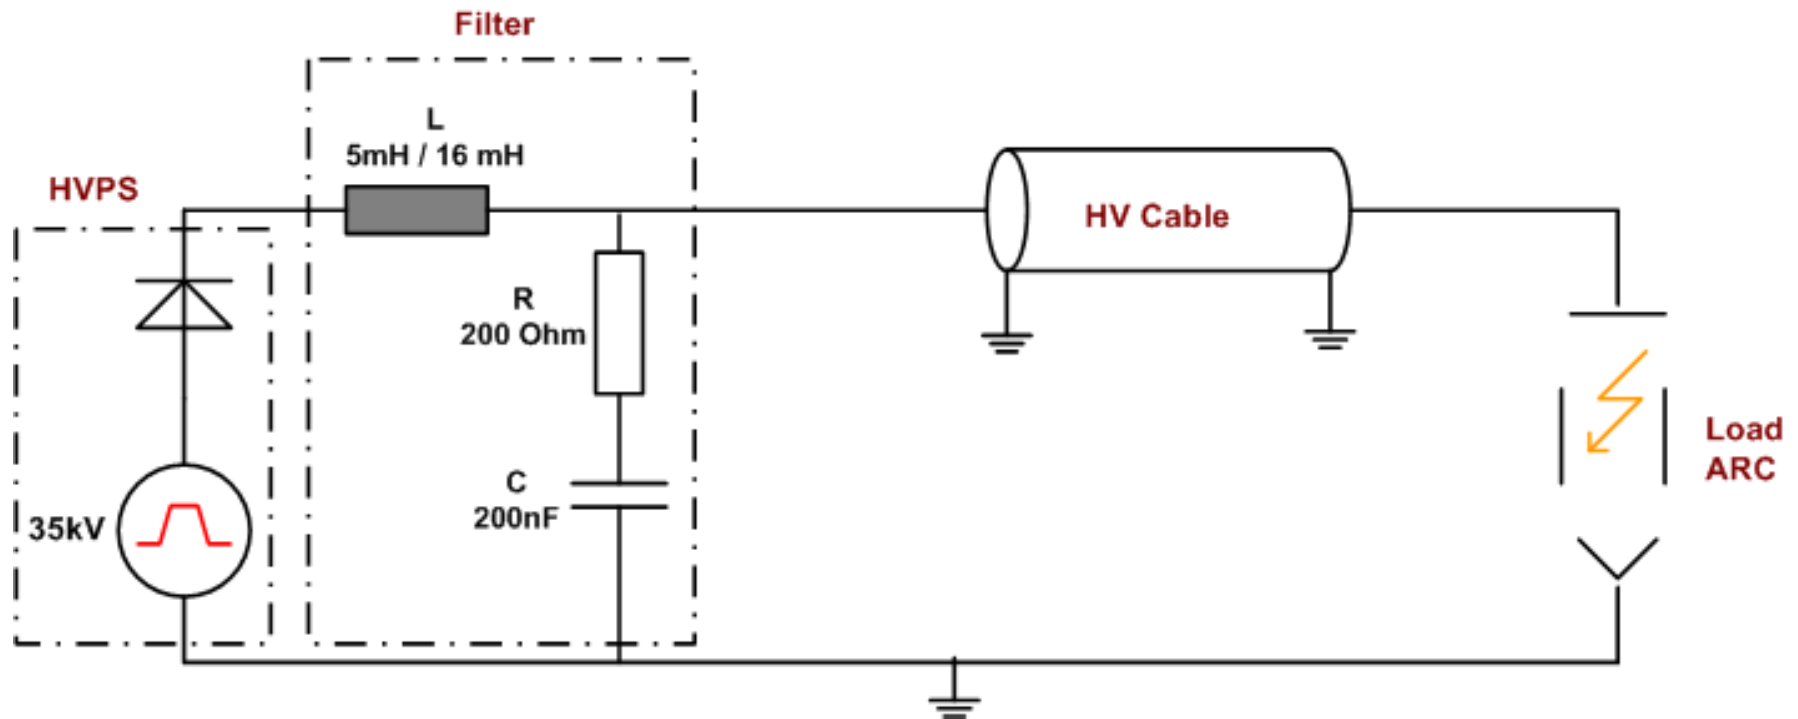 Filter
L
5mH / 16 mH
HVPS
HV Cable
R
200 Ohm
Load
ARC
C
200nF
35kV